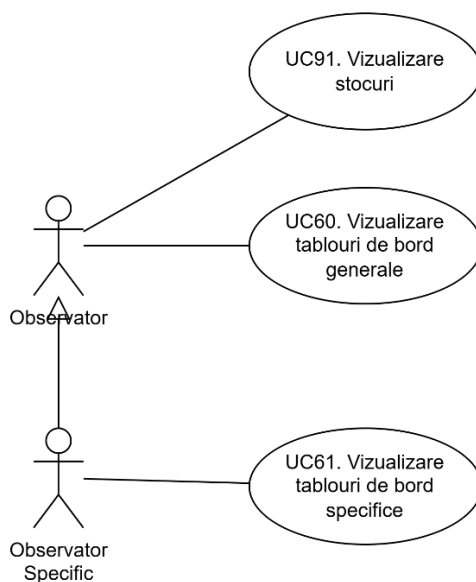 UC91. Vizualizare
stocuri
UC60. Vizualizare
tablouri de bord
generale
Observator
UC61. Vizualizare
tablouri de bord
specifice
Observator
Specific